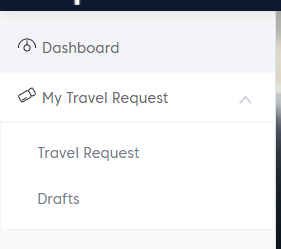 Dashboard
My Travel Request
Travel Request
Drafts